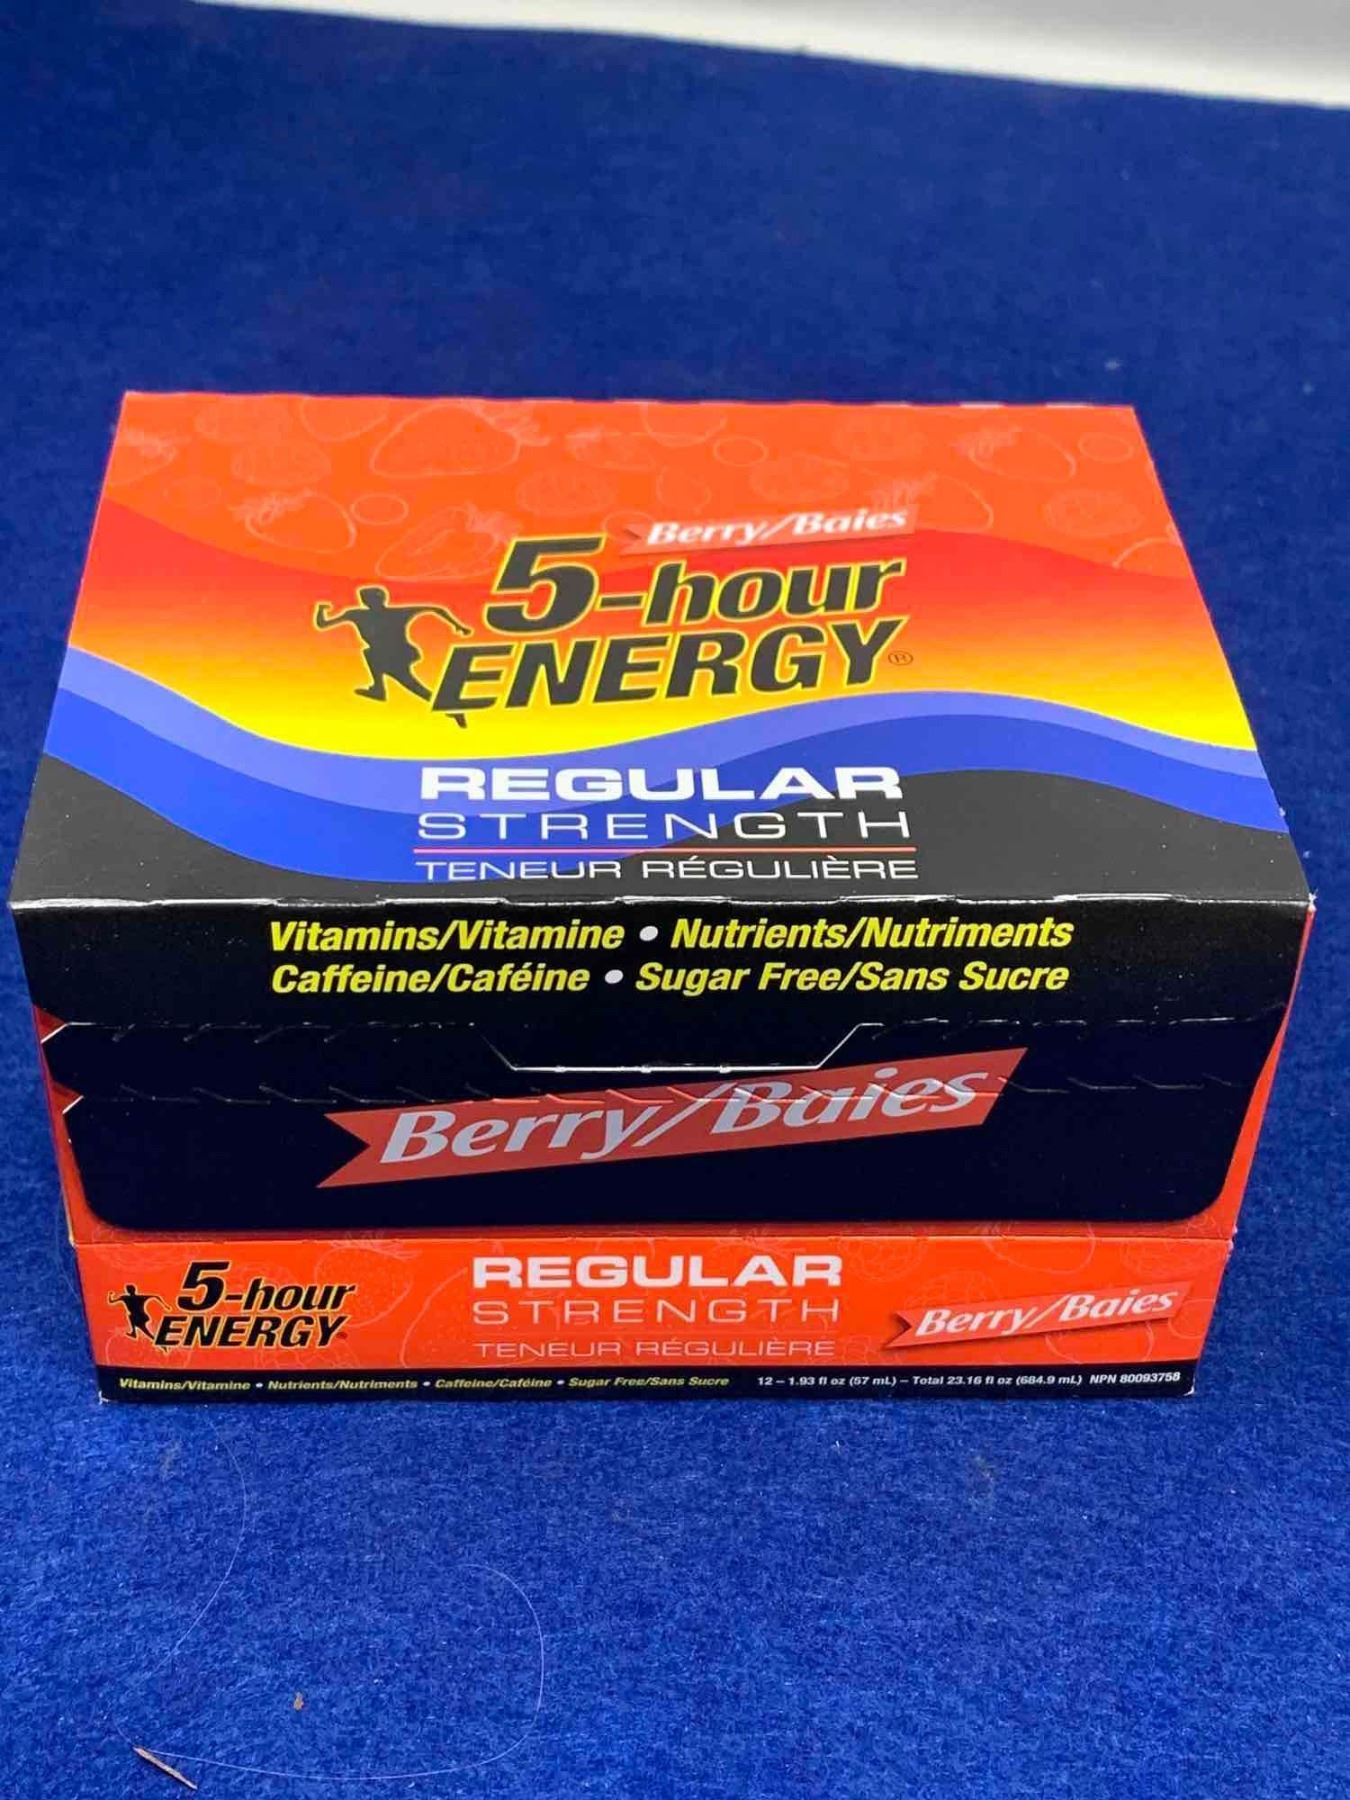 Berry/Baies
5-hour
ENERGY®
REGULAR
STRENGTH
TENEUR RÉGULIÈRE
Vitamins/Vitamine • Nutrients/Nutriments
Caffeine/Caféine • Sugar Free/Sans Sucre
Berry/Baies
5-hour
ENERGY
REGULAR
STRENGTH
TENEUR RÉGULIÈRE
Berry/Baies
Vitamins/Vitamine • Nutrients/Nutriments • Caffeine/Caféine • Sugar Free/Sans Sucre 12 – 1.93 fl oz (57 mL) – Total 23.16 fl oz (684.9 mL) NPN 80093758